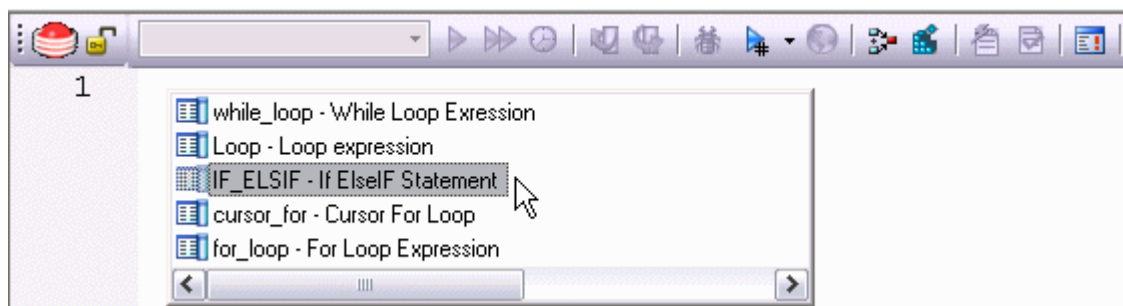 1
while_loop - While Loop Exression
Loop - Loop expression
IF_ELSIF - If ElseIF Statement
cursor_for - Cursor For Loop
for_loop - For Loop Expression